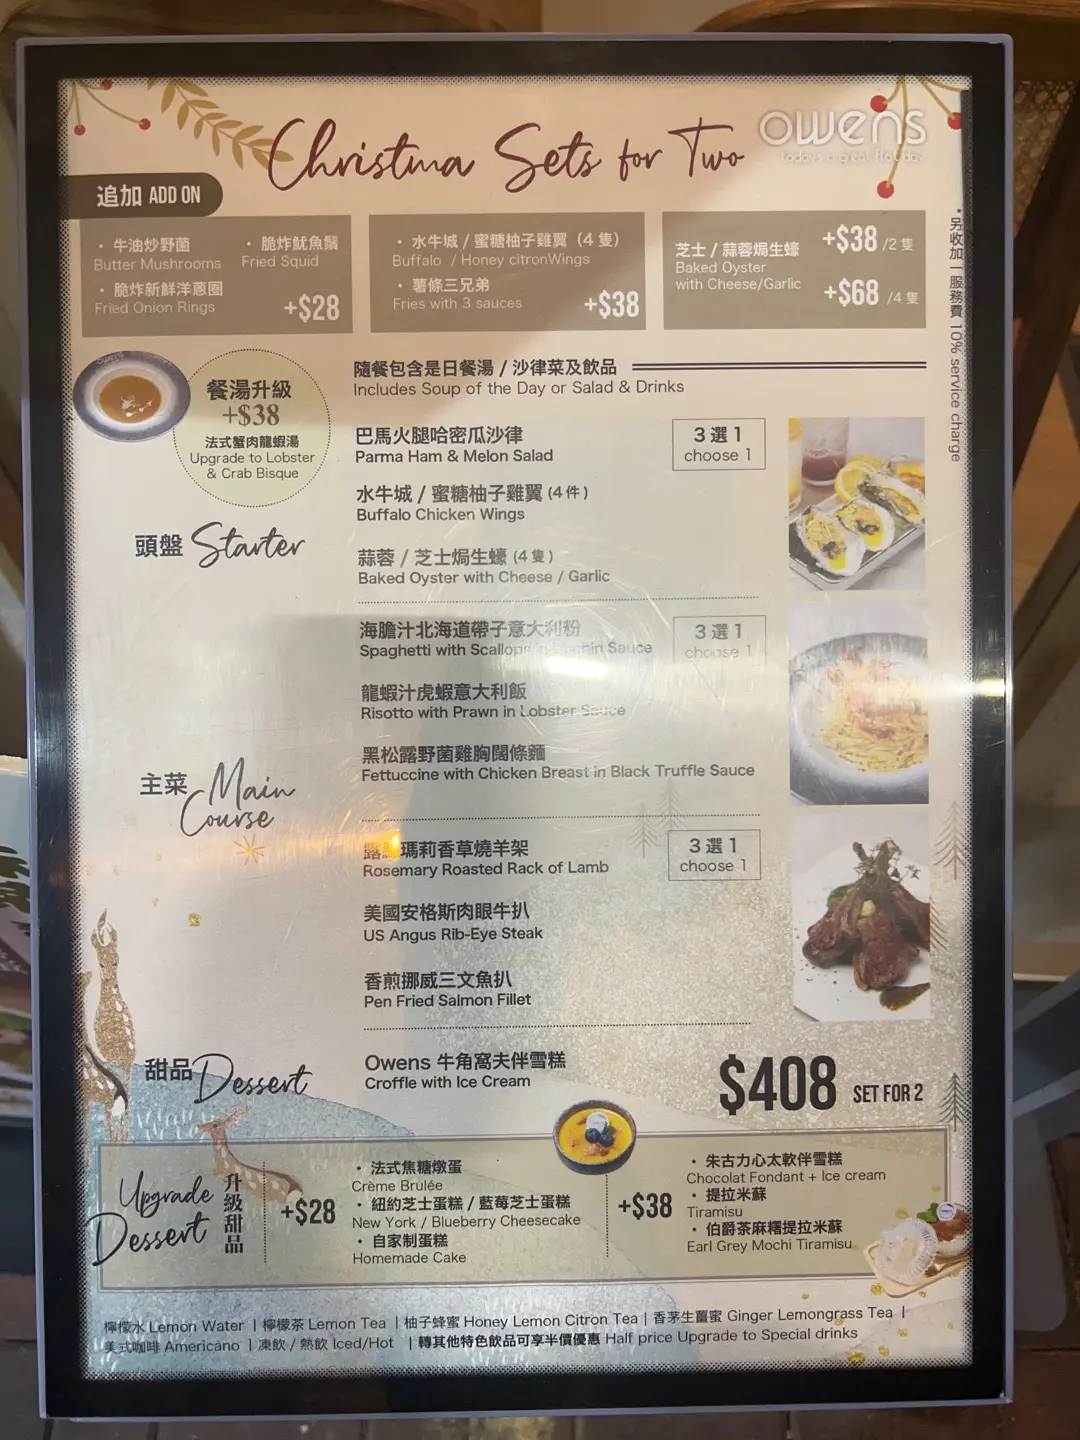 Christma Sets for Two
owens
today's a great Holiday
追加 ADD ON
・牛油炒野菌
Butter Mushrooms
・脆炸魷魚鬚
Fried Squid
・脆炸新鮮洋蔥圈
Fried Onion Rings
+$28
・水牛城 / 蜜糖柚子雞翼 (4 隻)
Buffalo / Honey citronWings
・薯條三兄弟
Fries with 3 sauces
+$38
芝士 / 蒜蓉焗生蠔
Baked Oyster
with Cheese/Garlic
+$38 /2 隻
+$68 /4 隻
・另收加一服務費 10% service charge
餐湯升級
+$38
法式蟹肉龍蝦湯
Upgrade to Lobster
& Crab Bisque
隨餐包含是日餐湯 / 沙律菜及飲品
Includes Soup of the Day or Salad & Drinks
頭盤 Starter
巴馬火腿哈密瓜沙律
Parma Ham & Melon Salad
3 選 1
choose 1
水牛城 / 蜜糖柚子雞翼 (4 件)
Buffalo Chicken Wings
蒜蓉 / 芝士焗生蠔 (4 隻)
Baked Oyster with Cheese / Garlic
主菜 Main
Course
海膽汁北海道帶子意大利粉
Spaghetti with Scallops Sauce
3 選 1
choose 1
龍蝦汁虎蝦意大利飯
Risotto with Prawn in Lobster Sauce
黑松露野菌雞胸闊條麵
Fettuccine with Chicken Breast in Black Truffle Sauce
露絲瑪莉香草燒羊架
Rosemary Roasted Rack of Lamb
3 選 1
choose 1
美國安格斯肉眼牛扒
US Angus Rib-Eye Steak
香煎挪威三文魚扒
Pen Fried Salmon Fillet
甜品 Dessert
Owens 牛角窩夫伴雪糕
Croffle with Ice Cream
$408 SET FOR 2
Upgrade
Dessert
升級甜品
+$28
・法式焦糖燉蛋
Crème Brulée
・紐約芝士蛋糕 / 藍莓芝士蛋糕
New York / Blueberry Cheesecake
・自家制蛋糕
Homemade Cake
+$38
・朱古力心太軟伴雪糕
Chocolat Fondant + Ice cream
・提拉米蘇
Tiramisu
・伯爵茶麻糬提拉米蘇
Earl Grey Mochi Tiramisu
檸檬水 Lemon Water | 檸檬茶 Lemon Tea | 柚子蜂蜜 Honey Lemon Citron Tea | 香茅生薑蜜 Ginger Lemongrass Tea |
美式咖啡 Americano | 凍飲 / 熱飲 Iced/Hot | 轉其他特色飲品可享半價優惠 Half price Upgrade to Special drinks